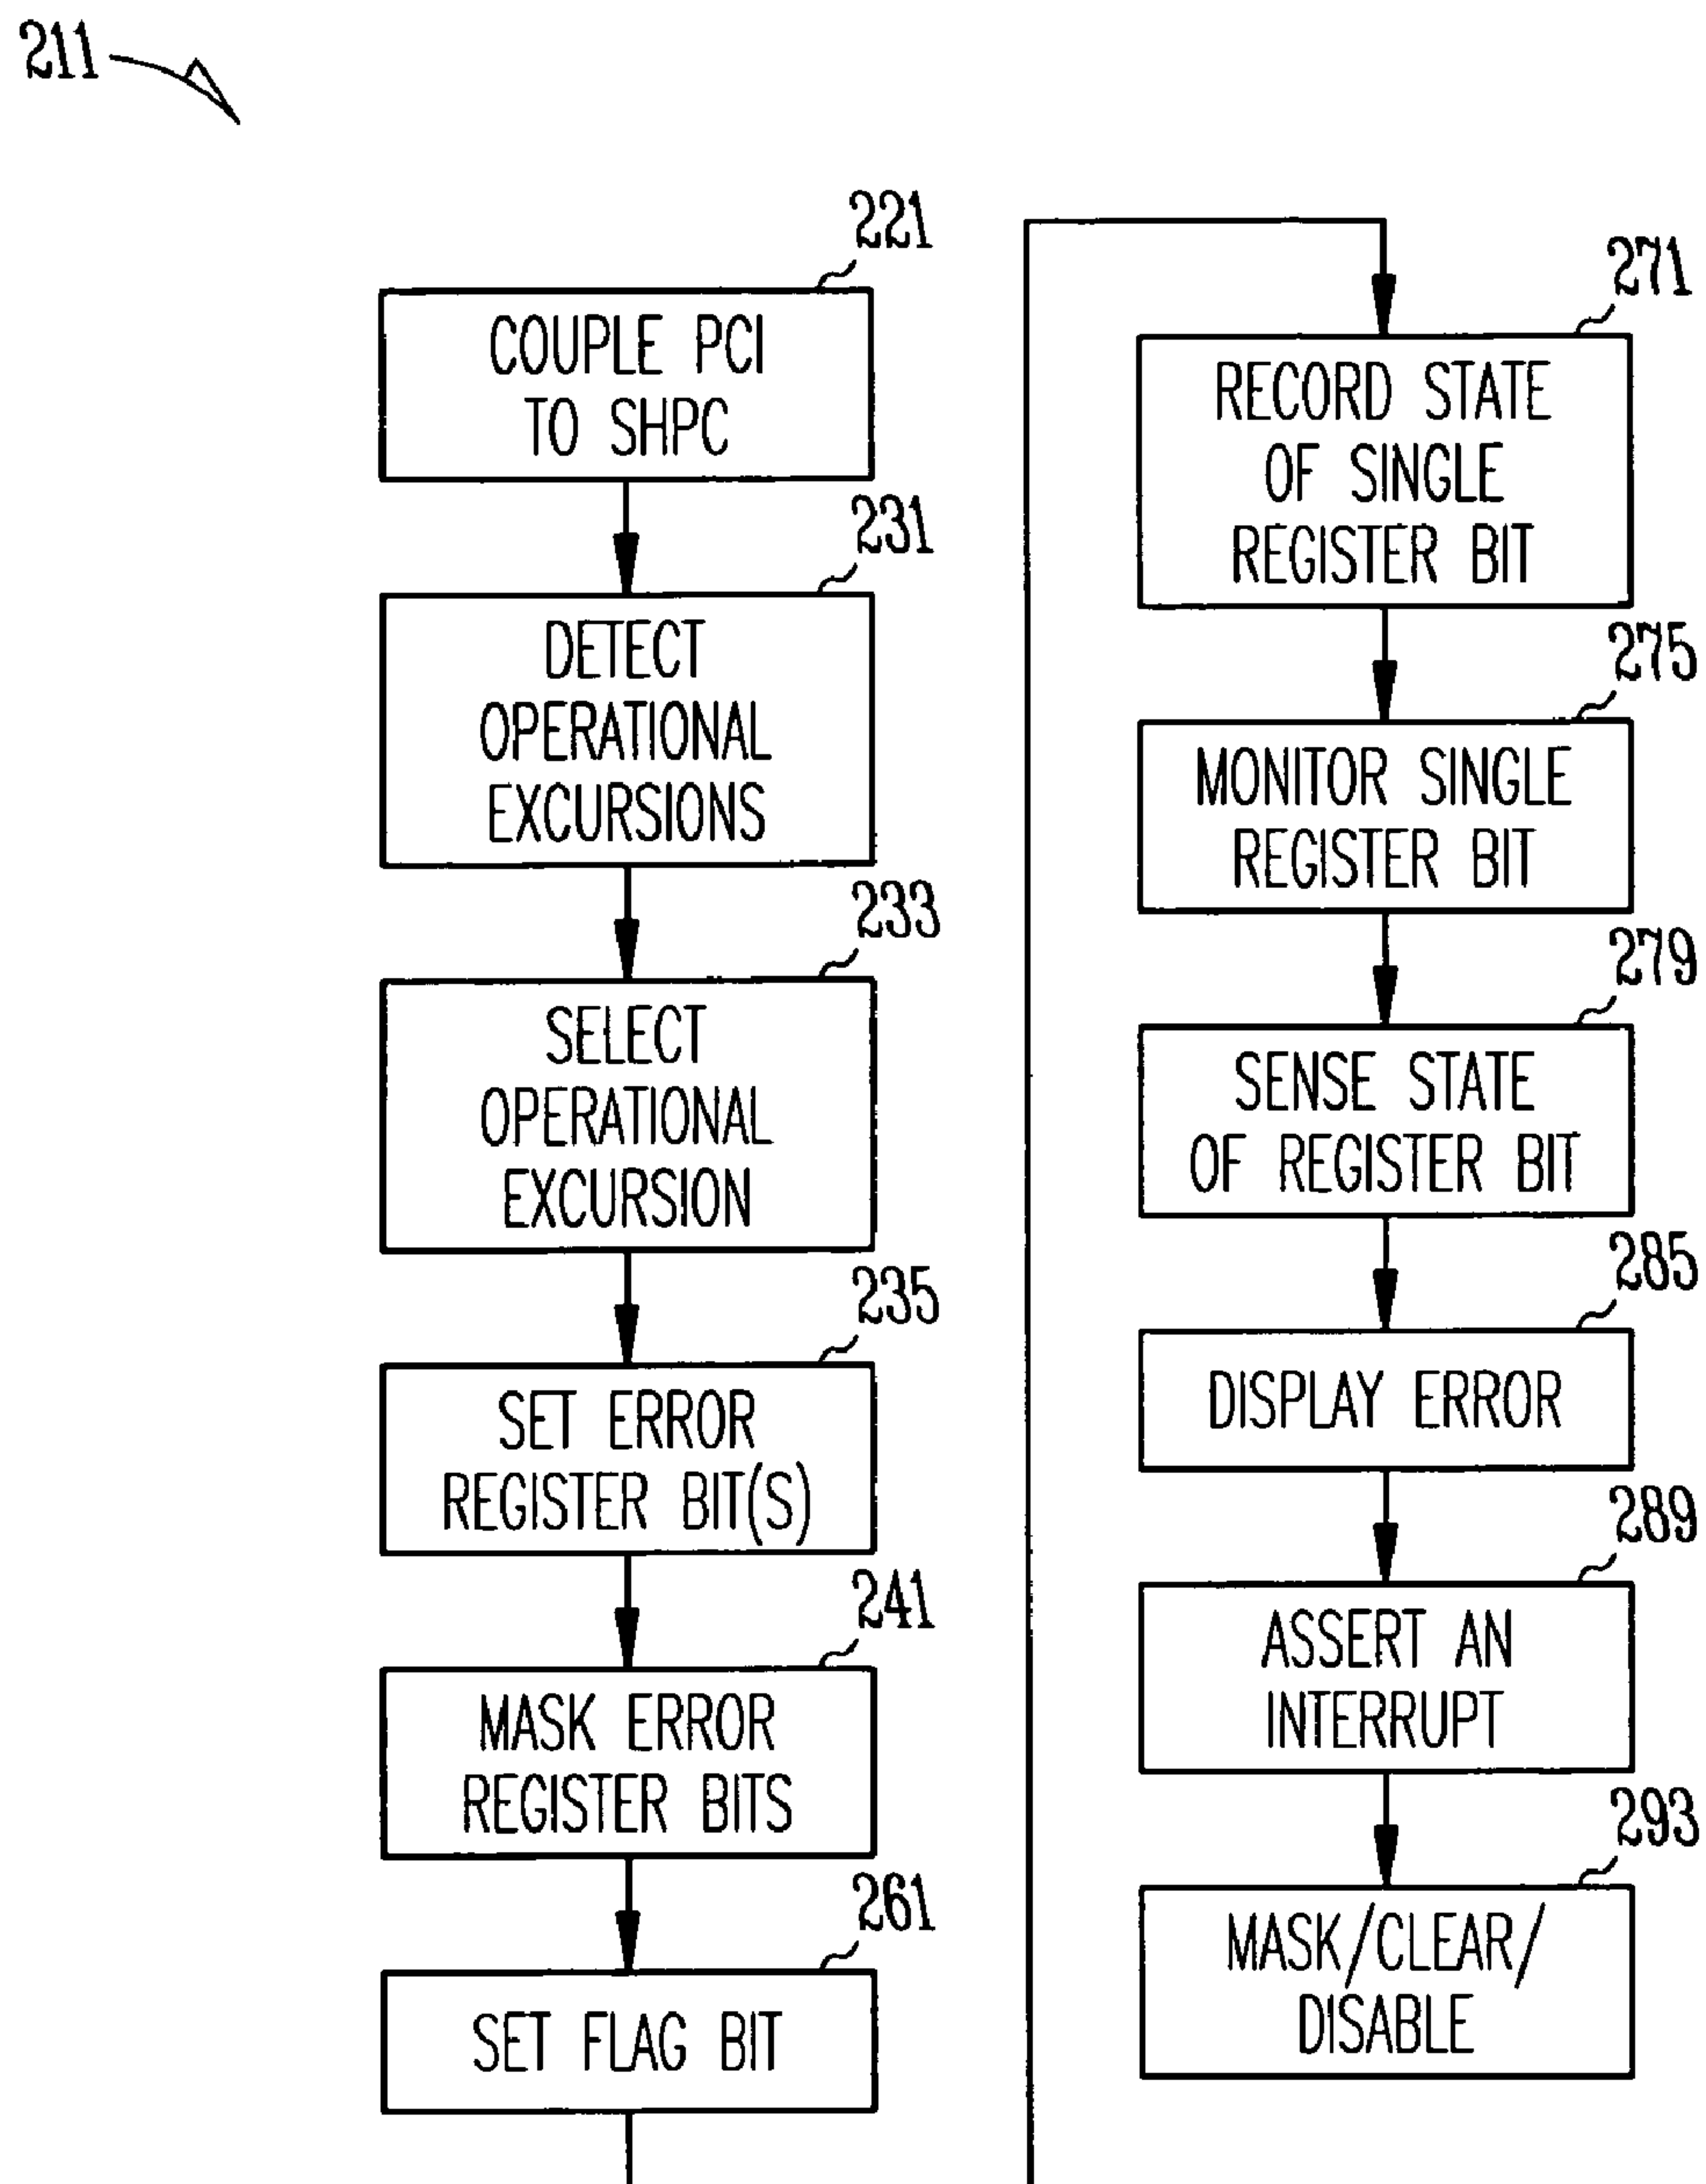 211
221
COUPLE PCI
TO SHPC
231
DETECT
OPERATIONAL
EXCURSIONS
233
SELECT
OPERATIONAL
EXCURSION
235
SET ERROR
REGISTER BIT(S)
241
MASK ERROR
REGISTER BITS
261
SET FLAG BIT
271
RECORD STATE
OF SINGLE
REGISTER BIT
275
MONITOR SINGLE
REGISTER BIT
279
SENSE STATE
OF REGISTER BIT
285
DISPLAY ERROR
289
ASSERT AN
INTERRUPT
293
MASK/CLEAR/
DISABLE